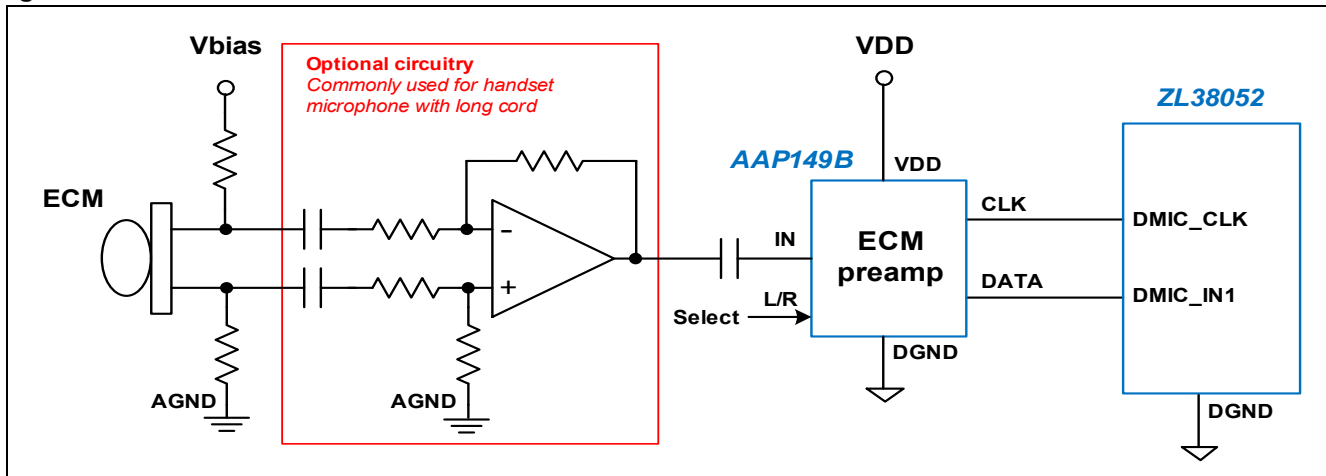 Vbias
Optional circuitry
Commonly used for handset
microphone with long cord
VDD
ZL38052
AAP149B
VDD
ECM
CLK
DMIC_CLK
IN
ECM
preamp
DATA
DMIC_IN1
L/R
Select
DGND
AGND
AGND
DGND
-
+